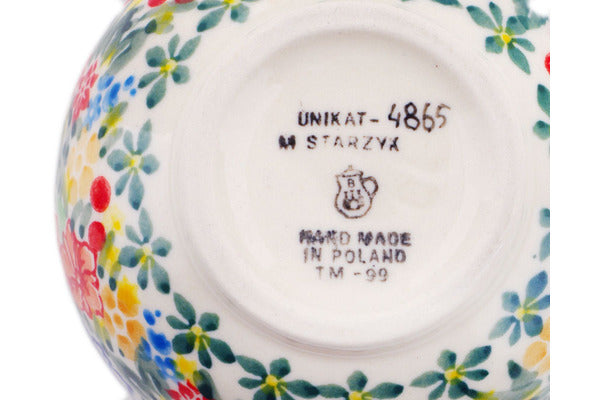 UNIKAT-4865
M STARZYK
B
HAND MADE
IN POLAND
TM-99